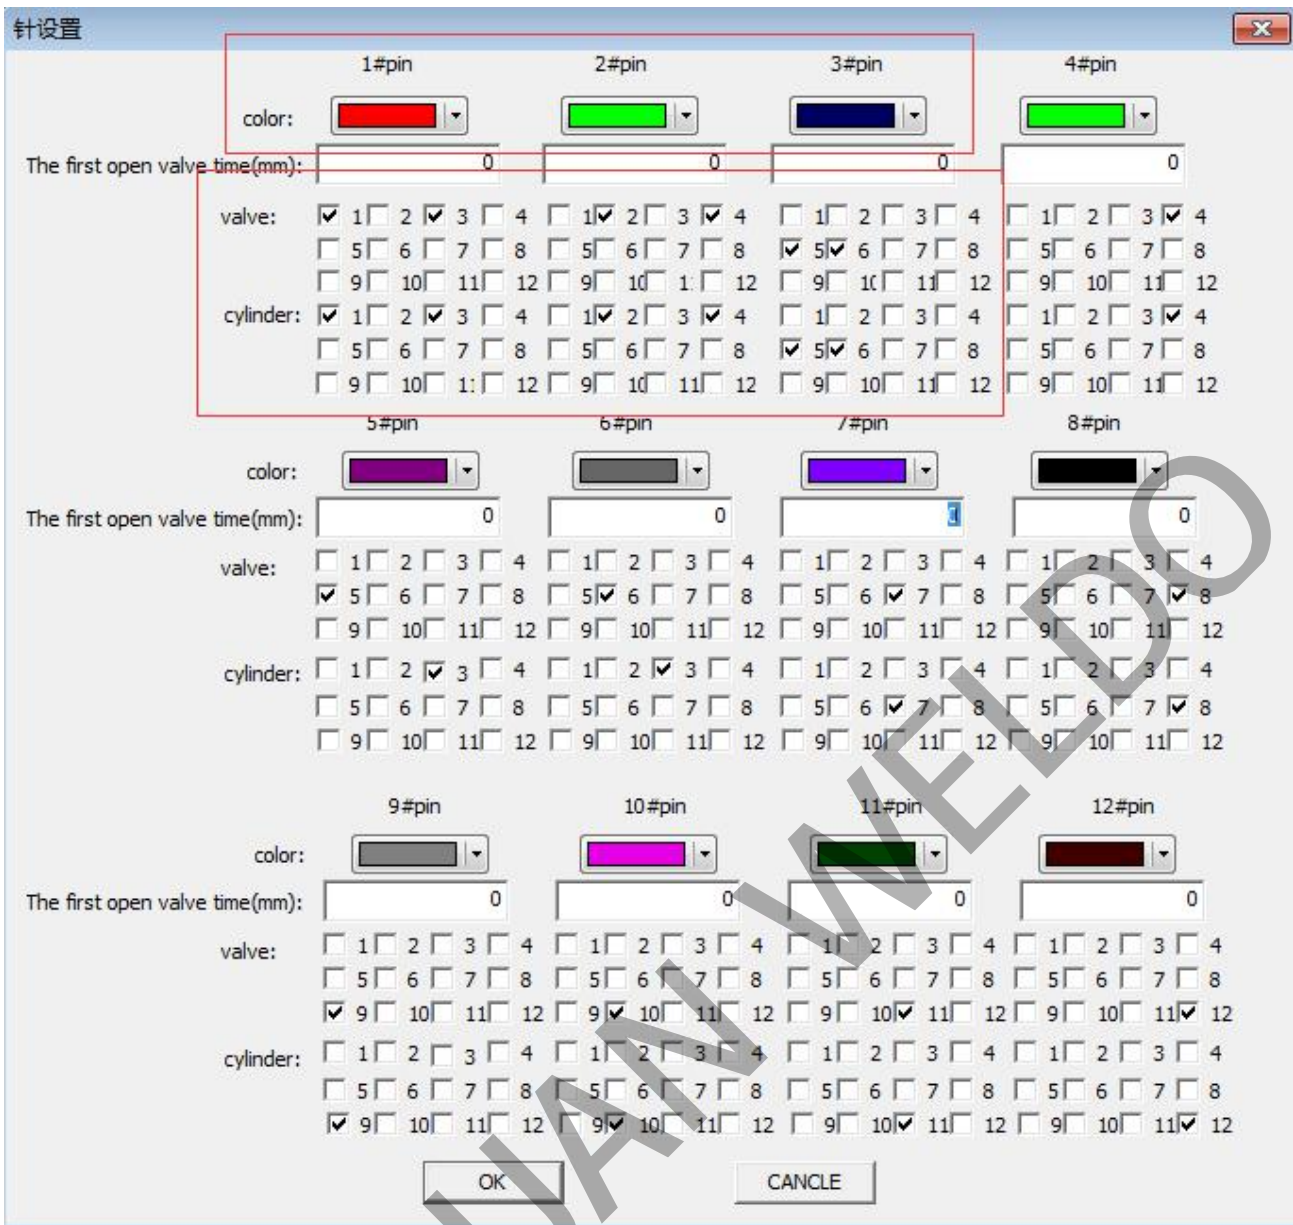 针设置
1#pin 2#pin 3#pin 4#pin
color:
The first open valve time(mm): 0 0 0 0
valve: 1 2 3 4 1 2 3 4 1 2 3 4 1 2 3 4
5 6 7 8 5 6 7 8 5 6 7 8 5 6 7 8
9 10 11 12 9 10 1: 12 9 1( 11 12 9 10 11 12
cylinder: 1 2 3 4 1 2 3 4 1 2 3 4 1 2 3 4
5 6 7 8 5 6 7 8 5 6 7 8 5 6 7 8
9 10 1: 12 9 10 11 12 9 10 11 12 9 10 11 12
5#pin 6#pin 7#pin 8#pin
color:
The first open valve time(mm): 0 0 0 0
valve: 1 2 3 4 1 2 3 4 1 2 3 4 1 2 3 4
5 6 7 8 5 6 7 8 5 6 7 8 5 6 7 8
9 10 11 12 9 10 11 12 9 10 11 12 9 10 11 12
cylinder: 1 2 3 4 1 2 3 4 1 2 3 4 1 2 3 4
5 6 7 8 5 6 7 8 5 6 7 8 5 6 7 8
9 10 11 12 9 10 11 12 9 10 11 12 9 10 11 12
9#pin 10#pin 11#pin 12#pin
color:
The first open valve time(mm): 0 0 0 0
valve: 1 2 3 4 1 2 3 4 1 2 3 4 1 2 3 4
5 6 7 8 5 6 7 8 5 6 7 8 5 6 7 8
9 10 11 12 9 10 11 12 9 10 11 12 9 10 11 12
cylinder: 1 2 3 4 1 2 3 4 1 2 3 4 1 2 3 4
5 6 7 8 5 6 7 8 5 6 7 8 5 6 7 8
9 10 11 12 9 10 11 12 9 10 11 12 9 10 11 12
OK CANCLE
WELDO